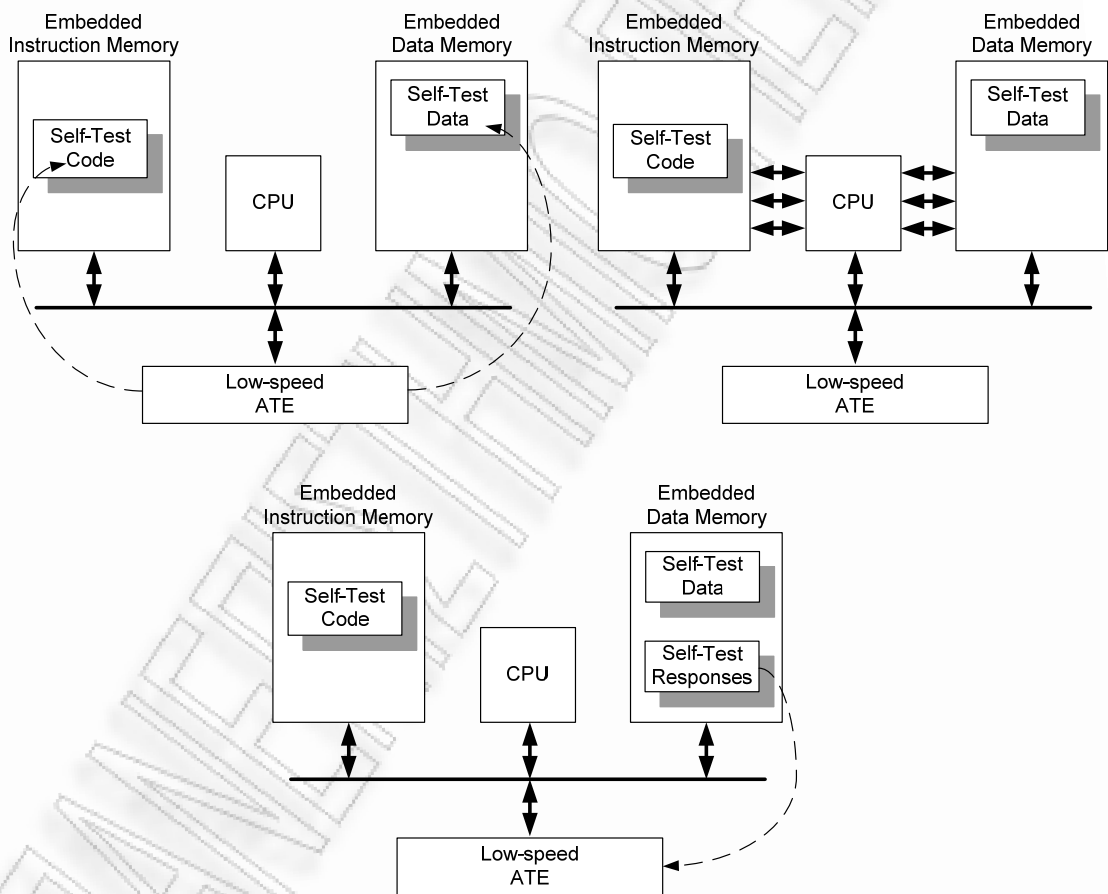 Embedded
Instruction Memory
Embedded
Data Memory
Self-Test
Code
Self-Test
Data
CPU
Low-speed
ATE
Embedded
Instruction Memory
Embedded
Data Memory
Self-Test
Code
Self-Test
Data
CPU
Low-speed
ATE
Embedded
Instruction Memory
Embedded
Data Memory
Self-Test
Code
Self-Test
Data
CPU
Self-Test
Responses
Low-speed
ATE